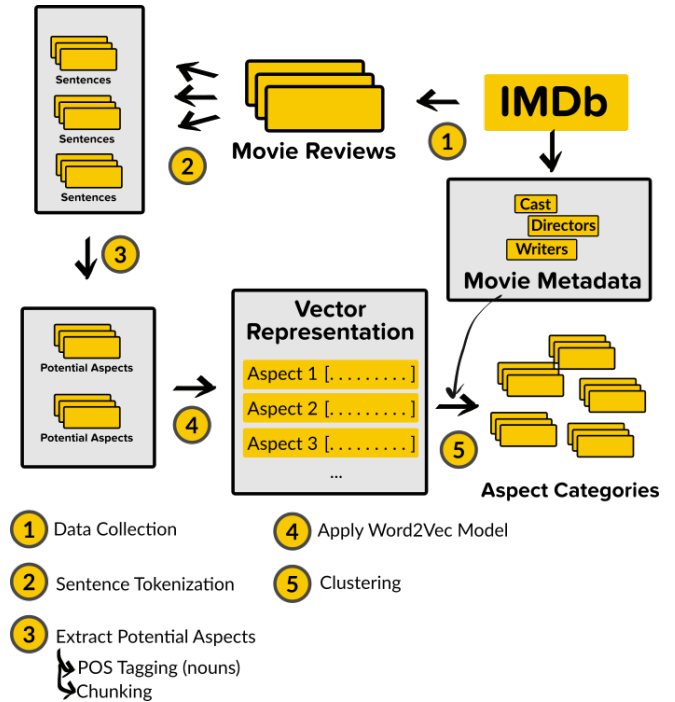 IMDb
1
Movie Reviews
2
Sentences
Sentences
Sentences
Cast
Directors
Writers
Movie Metadata
3
Potential Aspects
Potential Aspects
4
Vector
Representation
Aspect 1 [. . . . . . . . . ]
Aspect 2 [. . . . . . . . . ]
Aspect 3 [. . . . . . . . . ]
...
5
Aspect Categories
1 Data Collection
2 Sentence Tokenization
3 Extract Potential Aspects
POS Tagging (nouns)
Chunking
4 Apply Word2Vec Model
5 Clustering